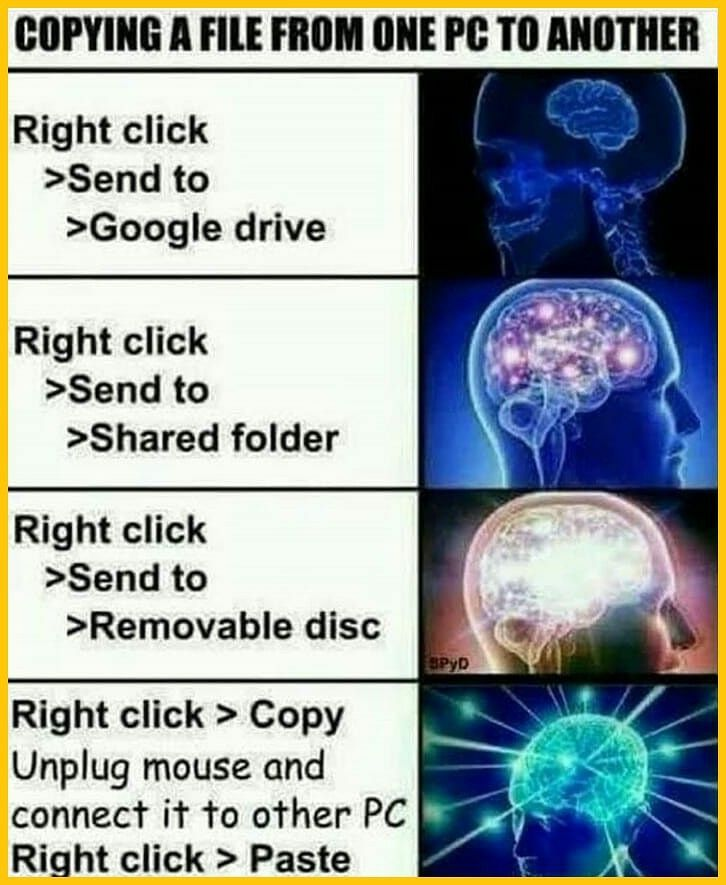 COPYING A FILE FROM ONE PC TO ANOTHER
Right click
>Send to
>Google drive
Right click
>Send to
>Shared folder
Right click
>Send to
>Removable disc
SPyD
Right click > Copy
Unplug mouse and
connect it to other PC
Right click > Paste